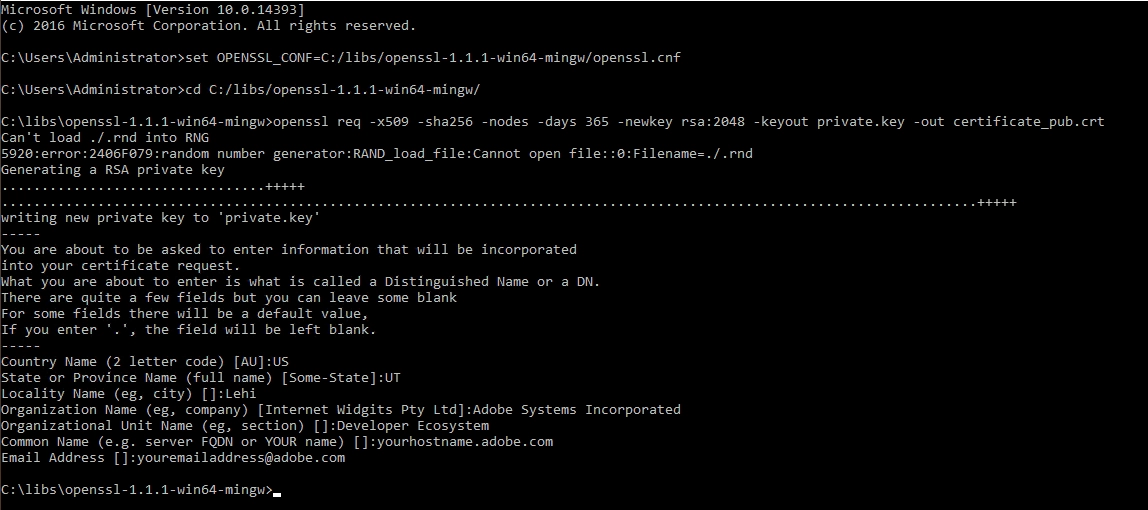 Microsoft Windows [Version 10.0.14393]
(c) 2016 Microsoft Corporation. All rights reserved.
C:\Users\Administrator>set OPENSSL_CONF=C:/libs/openssl-1.1.1-win64-mingw/openssl.cnf
C:\Users\Administrator>cd C:/libs/openssl-1.1.1-win64-mingw/
C:\libs\openssl-1.1.1-win64-mingw>openssl req -x509 -sha256 -nodes -days 365 -newkey rsa:2048 -keyout private.key -out certificate_pub.crt
Can't load ./.rnd into RNG
5920:error:2406F079:random number generator:RAND_load_file:Cannot open file::0:Filename=./.rnd
Generating a RSA private key
.................................+++++
..........................................................................................................................+++++
writing new private key to 'private.key'
-----
You are about to be asked to enter information that will be incorporated
into your certificate request.
What you are about to enter is what is called a Distinguished Name or a DN.
There are quite a few fields but you can leave some blank
For some fields there will be a default value,
If you enter '.', the field will be left blank.
-----
Country Name (2 letter code) [AU]:US
State or Province Name (full name) [Some-State]:UT
Locality Name (eg, city) []:Lehi
Organization Name (eg, company) [Internet Widgits Pty Ltd]:Adobe Systems Incorporated
Organizational Unit Name (eg, section) []:Developer Ecosystem
Common Name (e.g. server FQDN or YOUR name) []:yourhostname.adobe.com
Email Address []:youremailaddress@adobe.com
C:\libs\openssl-1.1.1-win64-mingw>